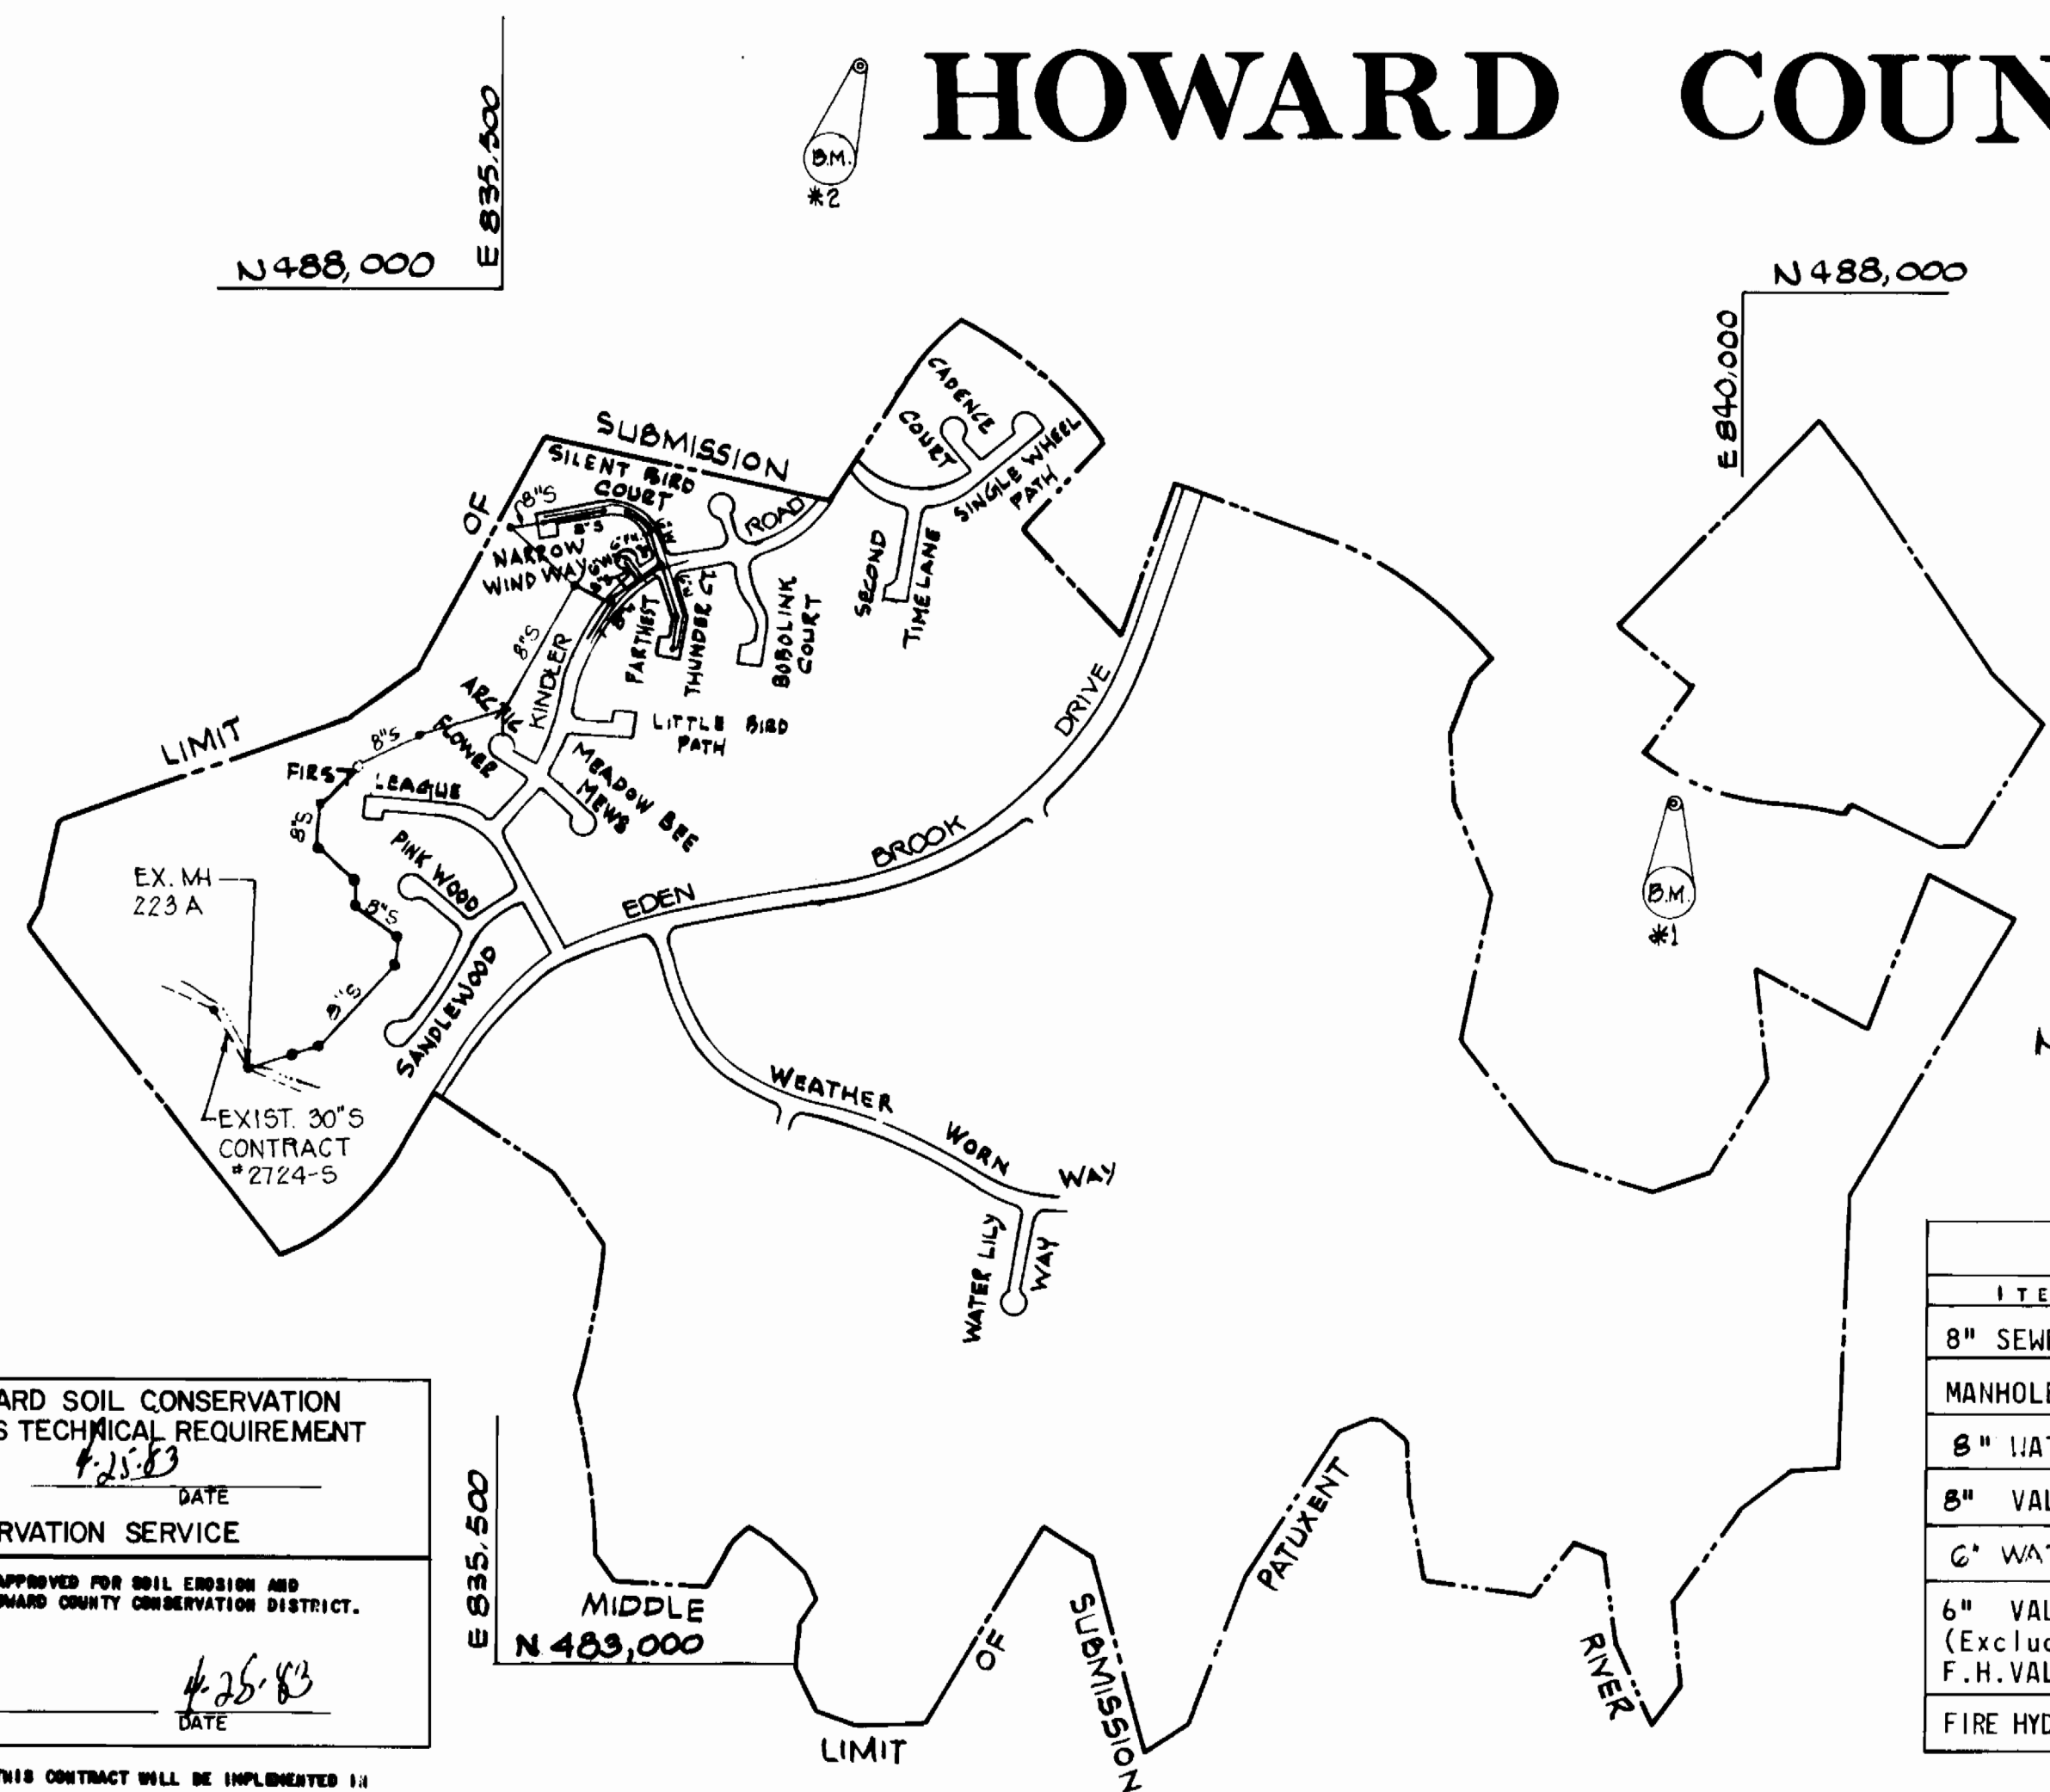 HOWARD COUN
E 835,500
N 488,000
B.M.
*2
N 488,000
E 840,000
CADENCE
COURT
SINGLE WHEEL
PATH
SECOND
TIME LANE
SUBMISSION
OF
LIMIT
SILENT BIRD
COURT
8"S
8"S
NARROW
WIND WAY
ROAD
KINDLER
FARTHEST
THUNDER CT
BOBOLINK
COURT
8"S
FLOWER
LITTLE BIRD
PATH
8"S
FIRST
LEAGUE
MEADOW BEE
MEWS
8"S
PINK WOOD
8"S
8"S
SANDLEWOOD
EX. MH
223 A
EXIST. 30"S
CONTRACT
#2724-S
EDEN
BROOK
DRIVE
B.M.
*1
WEATHER
WORN
WAY
WATER LILY
WAY
ARD SOIL CONSERVATION
S TECHNICAL REQUIREMENT
4-25-83
DATE
RVATION SERVICE
APPROVED FOR SOIL EROSION AND
OWARD COUNTY CONSERVATION DISTRICT.
4-25-83
DATE
THIS CONTRACT WILL BE IMPLEMENTED IN
E 835,500
N 483,000
MIDDLE
PATUXENT
RIVER
LIMIT
OF
SUBMISSION
ITE
8" SEW
MANHOLE
8" WAT
8" VAL
6" WAT
6" VAL
(Exclu
F.H.VAL
FIRE HYD